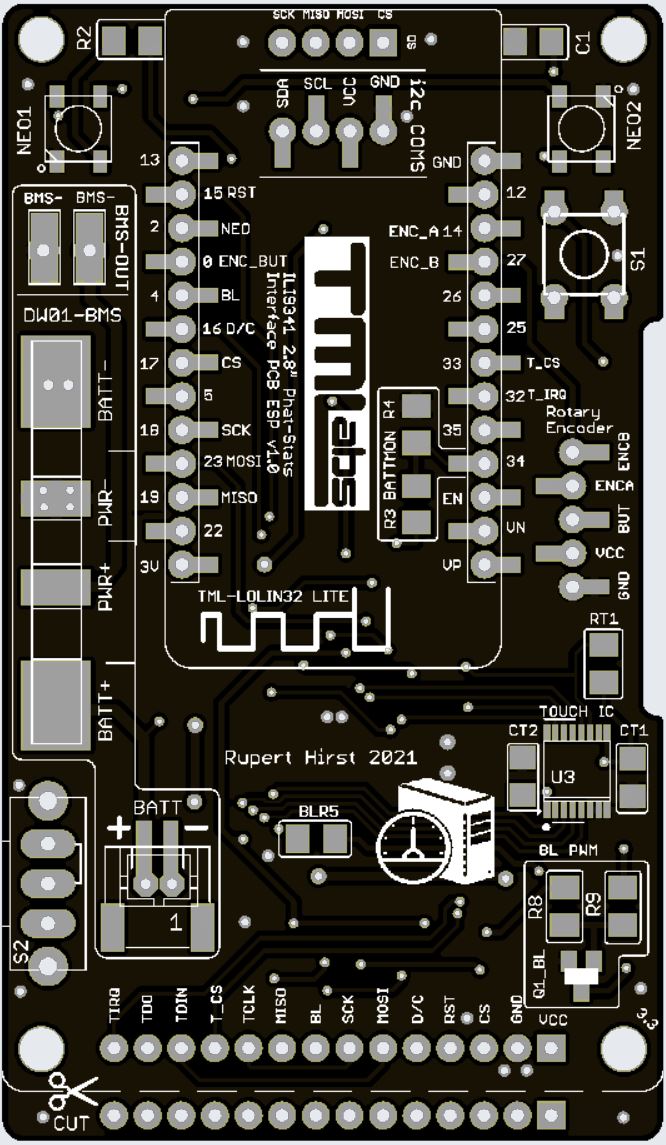 SCK MISO MOSI CS
R2
SD
C1
SDA SCL VCC GND
i2c COMS
NEO1
NEO2
13
GND
15 RST
12
2 NEO
ENC_A 14
0 ENC_BUT
ENC_B 27
4 BL
26
16 D/C
25
17 CS
33 T_CS
5
32 T_IRQ
18 SCK
35
23 MOSI
34
19 MISO
EN
22
VN
3V
VP
BMS- BMS-
BMS-OUT
DW01-BMS
S1
TML abs
ILI9341 2.8" Phat-Stats
Interface PCB ESP v1.0
R4
R3 BATTMON
Rotary
Encoder
ENCB
ENCA
BUT
VCC
GND
BATT-
PWR-
PWR+
BATT+
TML-LOLIN32 LITE
RT1
TOUCH IC
CT2
CT1
U3
Rupert Hirst 2021
BATT
+ -
1
BLR5
BL PWM
R8
R9
Q1_BL
S2
TIRQ TDO TDIN T_CS TCLK MISO BL SCK MOSI D/C RST CS GND VCC
3.3
CUT